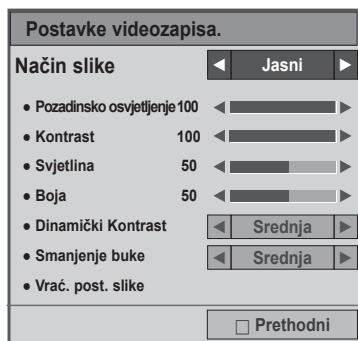 Postavke videozapisa.
Način slike ◄ Jasni ►
● Pozadinsko osvjetljenje 100
● Kontrast 100
● Svjetlina 50
● Boja 50
● Dinamički Kontrast ◄ Srednja ►
● Smanjenje buke ◄ Srednja ►
● Vrać. post. slike
□ Prethodni